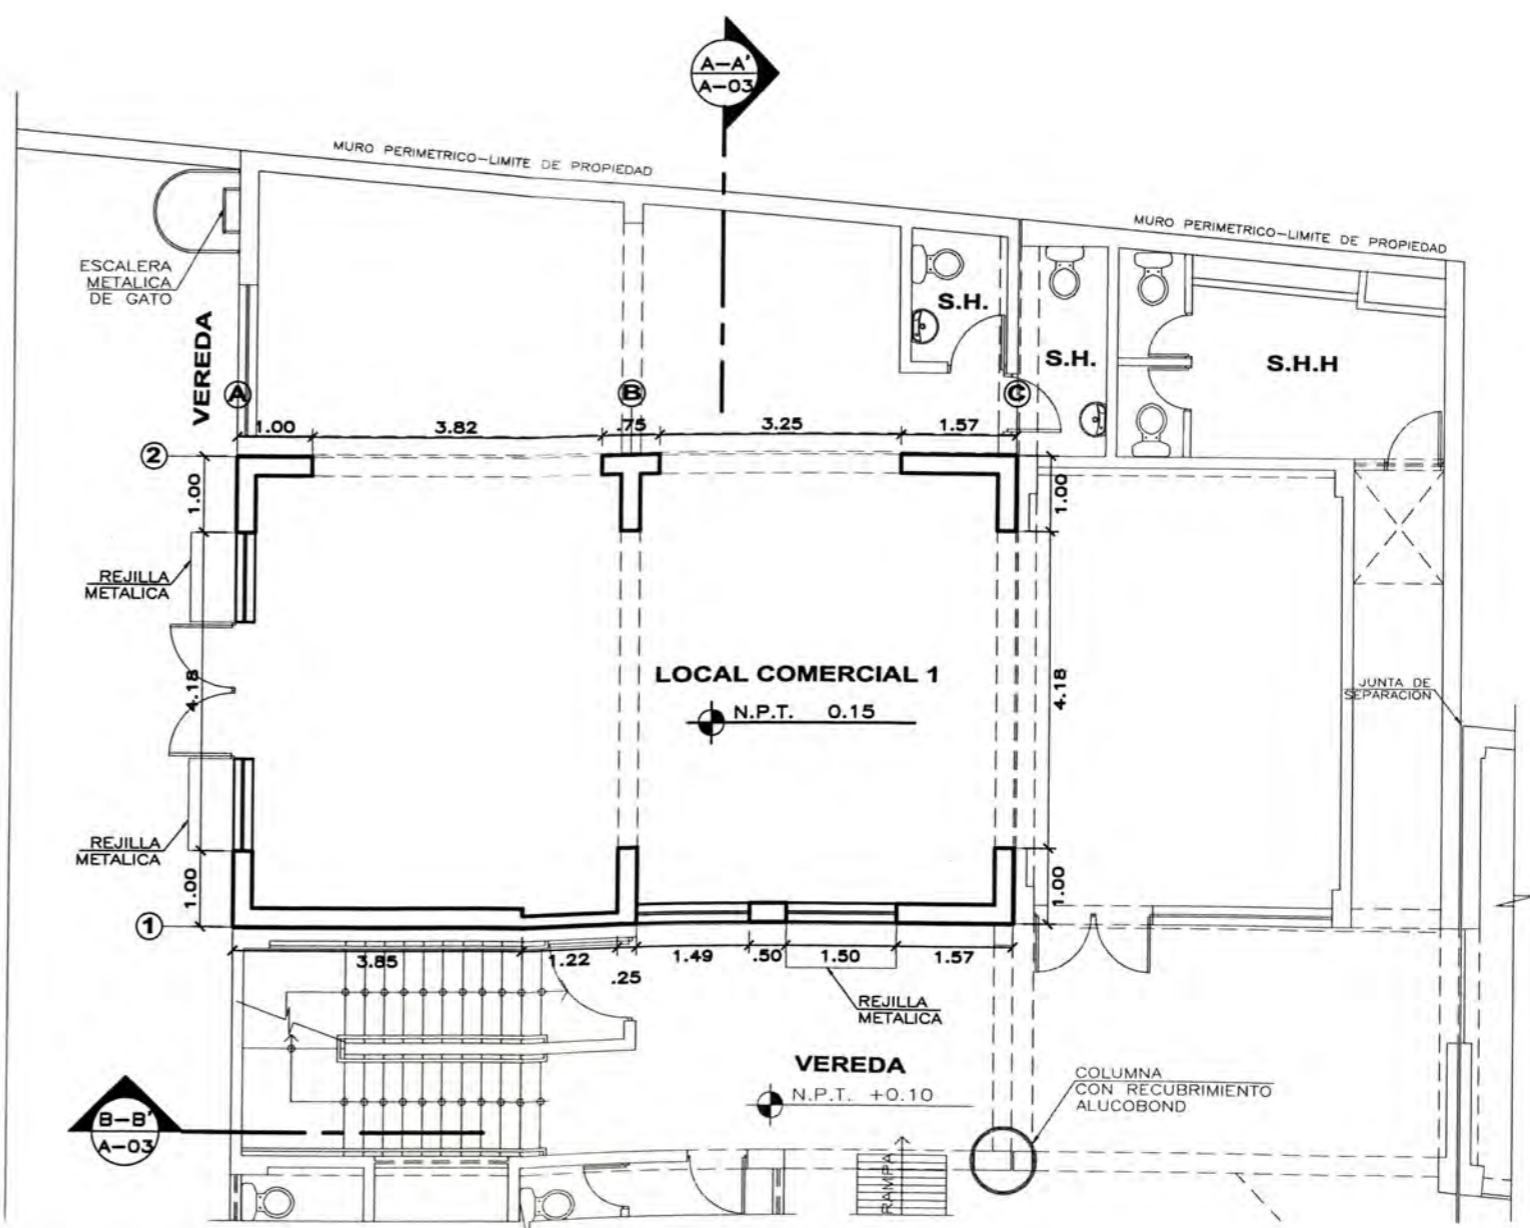 A-A'
A-03
MURO PERIMETRICO-LIMITE DE PROPIEDAD
MURO PERIMETRICO-LIMITE DE PROPIEDAD
ESCALERA
METALICA
DE GATO
VEREDA
S.H.
S.H.
S.H.H
A
B
C
1.00
3.82
.75
3.25
1.57
2
1.00
1.00
REJILLA
METALICA
LOCAL COMERCIAL 1
N.P.T. 0.15
4.18
4.18
JUNTA DE
SEPARACION
REJILLA
METALICA
1.00
1.00
1
3.85
1.22
.25
1.49
.50
1.50
1.57
REJILLA
METALICA
VEREDA
N.P.T. +0.10
COLUMNA
CON RECUBRIMIENTO
ALUCOBOND
B-B'
A-03
RAMPA